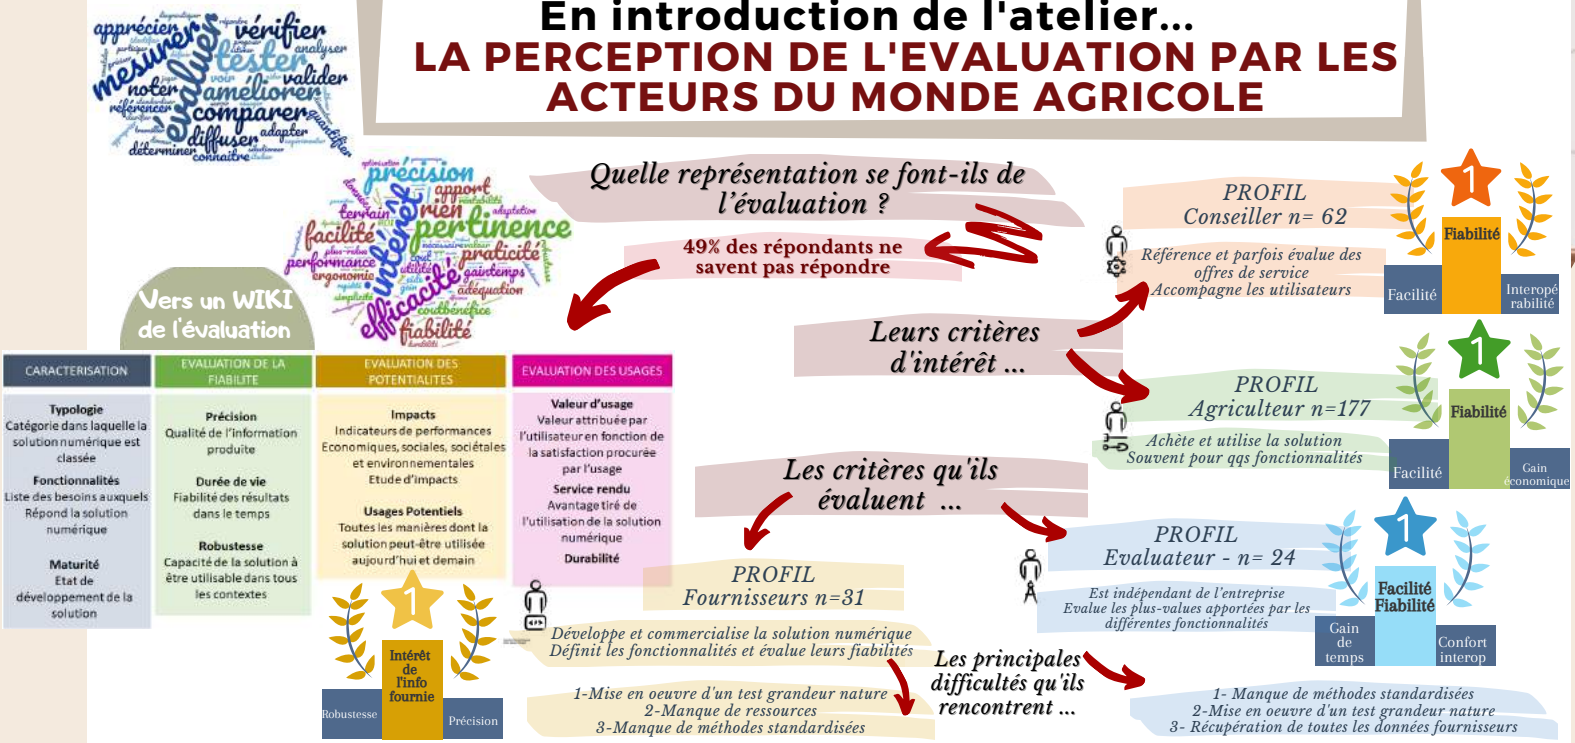 En introduction de l'atelier...
LA PERCEPTION DE L'EVALUATION PAR LES
ACTEURS DU MONDE AGRICOLE
apprécier
vérifier
mesurer
évaluer
tester
analyser
voir
valider
noter
améliorer
référencer
comparer
quantifier
diffuser
adapter
déterminer
connaître
précision
apport
terrain
rien
adaptation
facilité
intérêt
pertinence
performance
praticité
ergonomie
utilité
gaintemps
simplicité
efficacité
adéquation
coutbénéfice
fiabilité
Quelle représentation se font-ils de
l'évaluation ?
49% des répondants ne
savent pas répondre
Vers un WIKI
de l'évaluation
CARACTERISATION
Typologie
Catégorie dans laquelle la
solution numérique est
classée
Fonctionnalités
Liste des besoins auxquels
Répond la solution
numérique
Maturité
Etat de
développement de la
solution
EVALUATION DE LA
FIABILITE
Précision
Qualité de l'information
produite
Durée de vie
Fiabilité des résultats
dans le temps
Robustesse
Capacité de la solution à
être utilisable dans tous
les contextes
EVALUATION DES
POTENTIALITES
Impacts
Indicateurs de performances
Economiques, sociales, sociétales
et environnementales
Etude d'impacts
Usages Potentiels
Toutes les manières dont la
solution peut-être utilisée
aujourd'hui et demain
EVALUATION DES USAGES
Valeur d'usage
Valeur attribuée par
l'utilisateur en fonction de
la satisfaction procurée
par l'usage
Service rendu
Avantage tiré de
l'utilisation de la solution
numérique
Durabilité
Leurs critères
d'intérêt ...
PROFIL
Conseiller n= 62
Référence et parfois évalue des
offres de service
Accompagne les utilisateurs
1
Fiabilité
Facilité
Interopé
rabilité
PROFIL
Agriculteur n=177
Achète et utilise la solution
Souvent pour qqs fonctionnalités
1
Fiabilité
Facilité
Gain
économique
Les critères qu'ils
évaluent ...
PROFIL
Evaluateur - n= 24
Est indépendant de l'entreprise
Evalue les plus-values apportées par les
différentes fonctionnalités
1
Facilité
Fiabilité
Gain
de
temps
Confort
interop
PROFIL
Fournisseurs n=31
Développe et commercialise la solution numérique
Définit les fonctionnalités et évalue leurs fiabilités
1
Intérêt
de
l'info
fournie
Robustesse
Précision
Les principales
difficultés qu'ils
rencontrent ...
1-Mise en oeuvre d'un test grandeur nature
2-Manque de ressources
3-Manque de méthodes standardisées
1- Manque de méthodes standardisées
2-Mise en oeuvre d'un test grandeur nature
3- Récupération de toutes les données fournisseurs